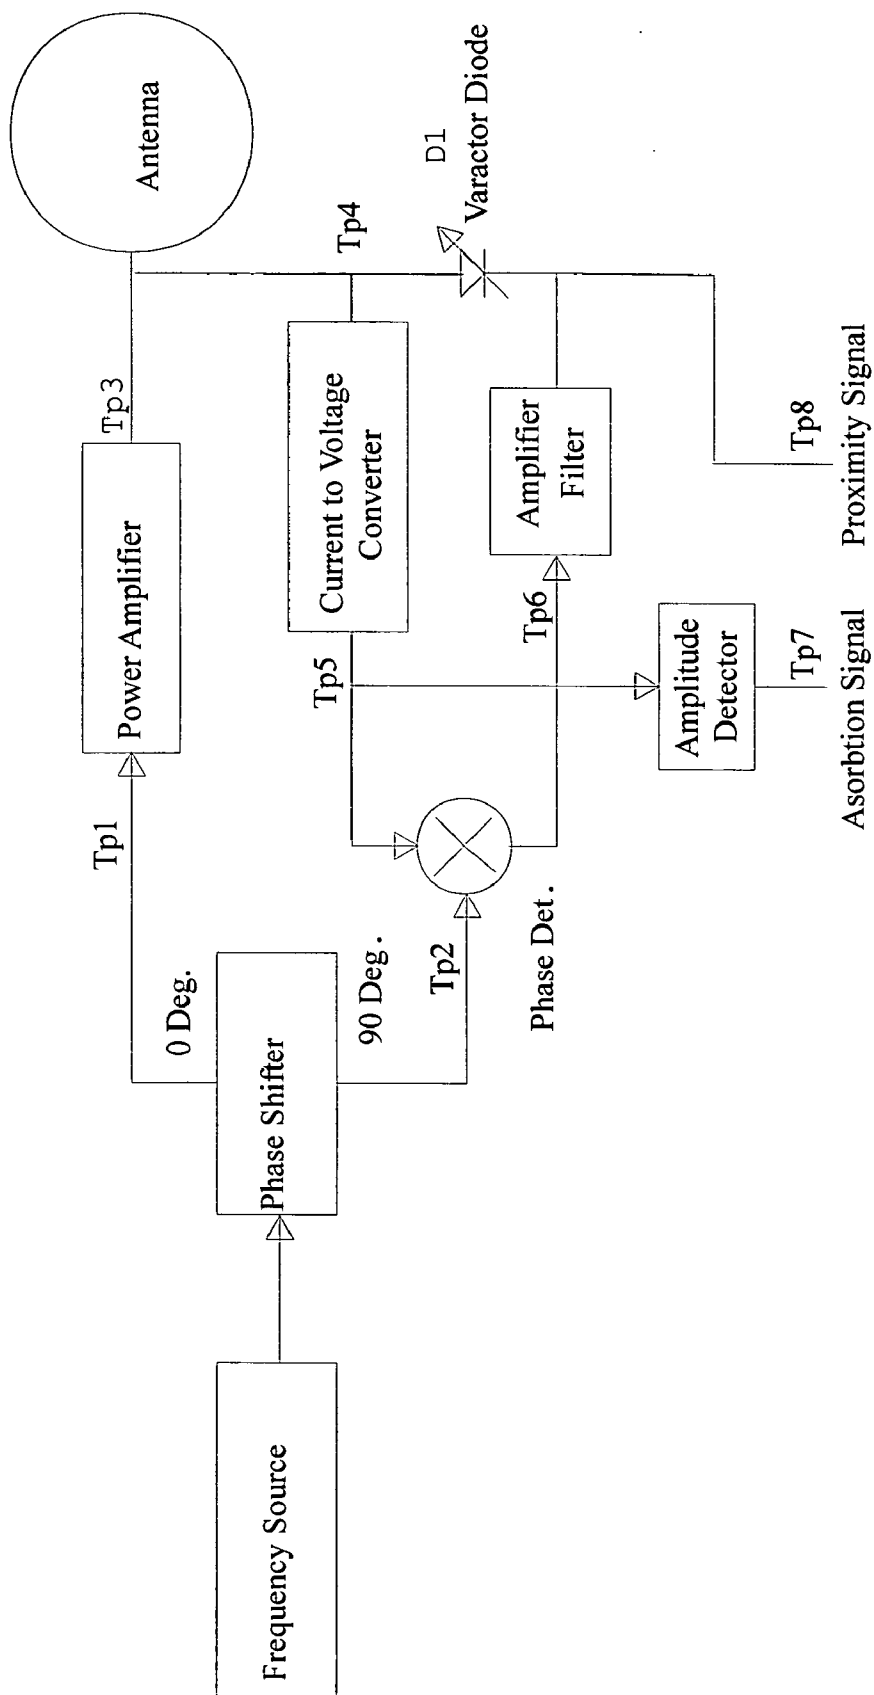 Frequency Source
Phase Shifter
0 Deg.
90 Deg.
Tp1
Tp2
Power Amplifier
Tp3
Antenna
Current to Voltage
Converter
Tp4
Tp5
Phase Det.
Tp6
Amplifier
Filter
D1
Varactor Diode
Amplitude
Detector
Tp7
Asorbtion Signal
Tp8
Proximity Signal